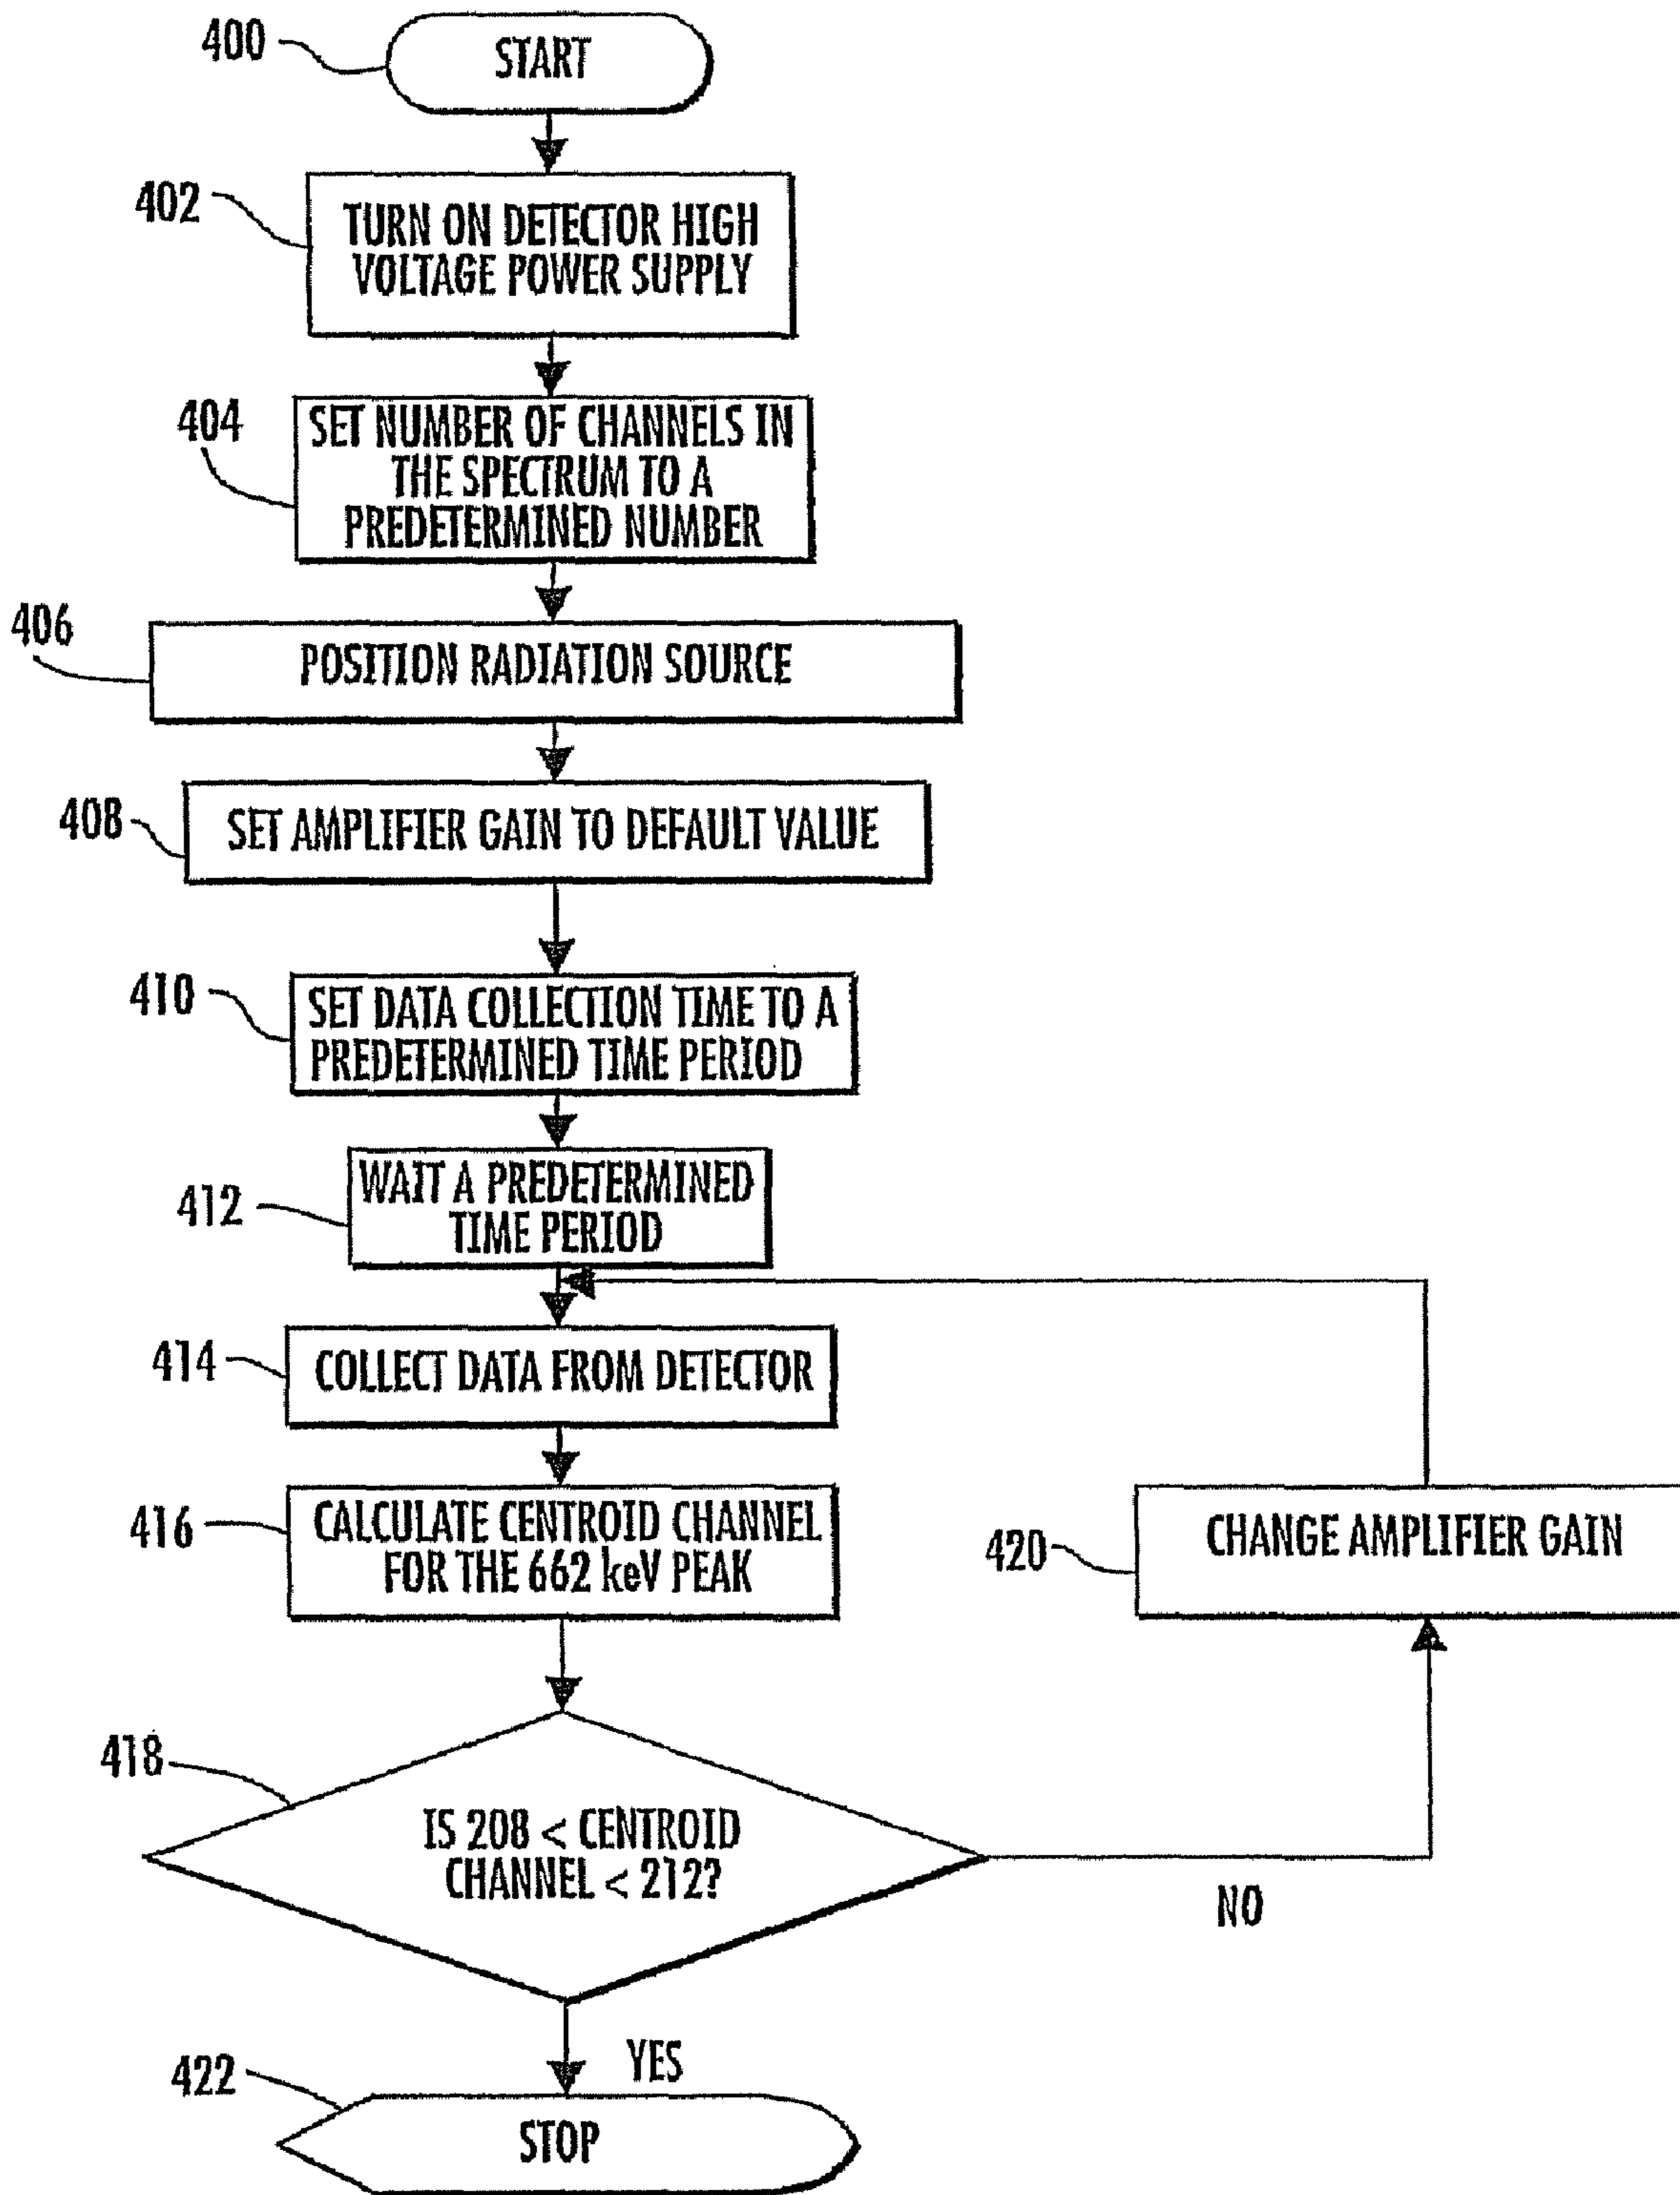 400
START
402
TURN ON DETECTOR HIGH
VOLTAGE POWER SUPPLY
404
SET NUMBER OF CHANNELS IN
THE SPECTRUM TO A
PREDETERMINED NUMBER
406
POSITION RADIATION SOURCE
408
SET AMPLIFIER GAIN TO DEFAULT VALUE
410
SET DATA COLLECTION TIME TO A
PREDETERMINED TIME PERIOD
412
WAIT A PREDETERMINED
TIME PERIOD
414
COLLECT DATA FROM DETECTOR
416
CALCULATE CENTROID CHANNEL
FOR THE 662 keV PEAK
420
CHANGE AMPLIFIER GAIN
418
IS 208 < CENTROID
CHANNEL < 212?
NO
YES
422
STOP